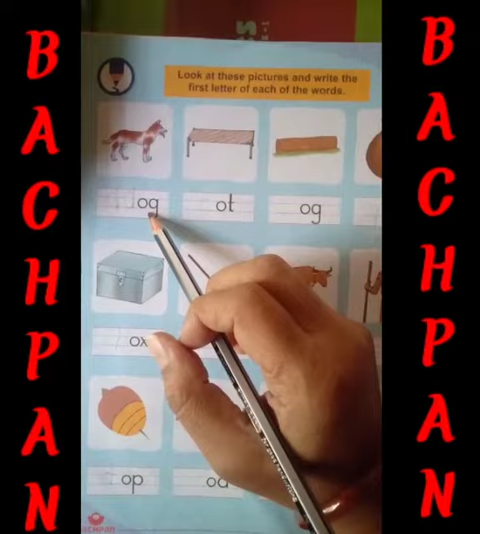 BACHPAN
BACHPAN
Look at these pictures and write the
first letter of each of the words.
og
ot
og
ox
op